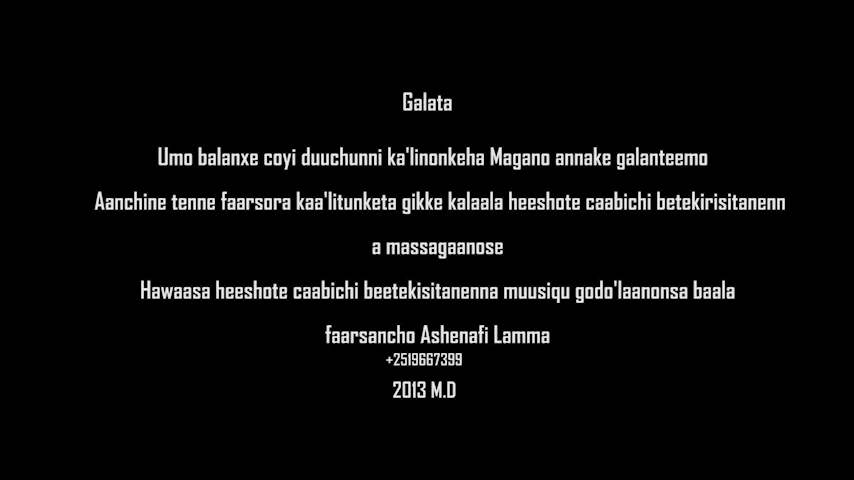 Galata
Umo balanxe coyi duuchunni ka'linonkeha Magano annake galanteemo
Aanchine tenne faarsora kaa'litunketa gikke kalaala heeshote caabichi betekirisitanenn
a massagaanose
Hawaasa heeshote caabichi beetekisitanenna muusiqu godo'laanonsa baala
faarsancho Ashenafi Lamma
+2519667399
2013 M.D